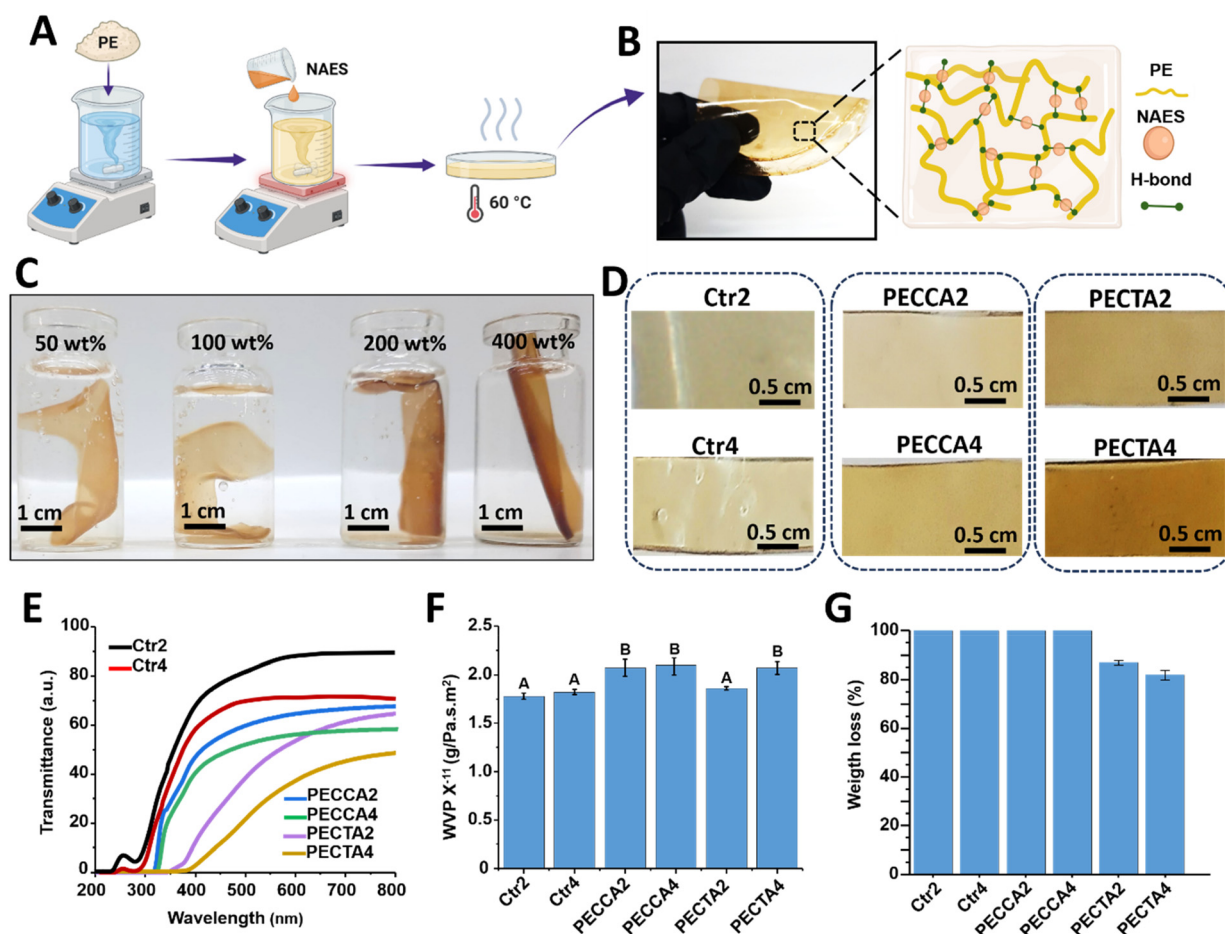 A
PE
NAES
60 °C
B
PE
NAES
H-bond
C
50 wt%
100 wt%
200 wt%
400 wt%
1 cm
1 cm
1 cm
1 cm
D
Ctr2
PECCA2
PECTA2
0.5 cm
0.5 cm
0.5 cm
Ctr4
PECCA4
PECTA4
0.5 cm
0.5 cm
0.5 cm
E
100
80
60
40
20
0
Transmittance (a.u.)
Ctr2
Ctr4
PECCA2
PECCA4
PECTA2
PECTA4
200 300 400 500 600 700 800
Wavelength (nm)
F
2.5
2
1.5
1
0.5
0
WVP X⁻¹¹ (g/Pa.s.m²)
A A B B A B
Ctr2 Ctr4 PECCA2 PECCA4 PECTA2 PECTA4
G
100
80
60
40
20
0
Weigth loss (%)
Ctr2 Ctr4 PECCA2 PECCA4 PECTA2 PECTA4